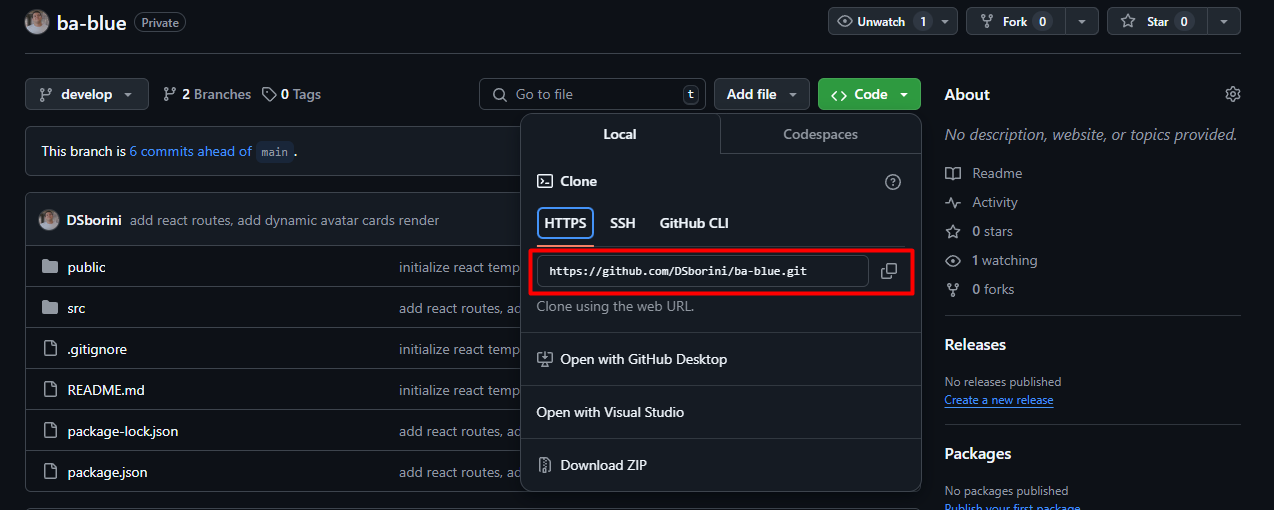 ba-blue Private
Unwatch 1
Fork 0
Star 0
develop
2 Branches
0 Tags
Go to file t
Add file
Code
This branch is 6 commits ahead of main .
DSborini add react routes, add dynamic avatar cards render
public initialize react temp
src add react routes, ac
.gitignore initialize react temp
README.md initialize react temp
package-lock.json add react routes, ac
package.json add react routes, ac
Local
Codespaces
Clone
HTTPS SSH GitHub CLI
https://github.com/DSborini/ba-blue.git
Clone using the web URL.
Open with GitHub Desktop
Open with Visual Studio
Download ZIP
About
No description, website, or topics provided.
Readme
Activity
0 stars
1 watching
0 forks
Releases
No releases published
Create a new release
Packages
No packages published
Publish your first package